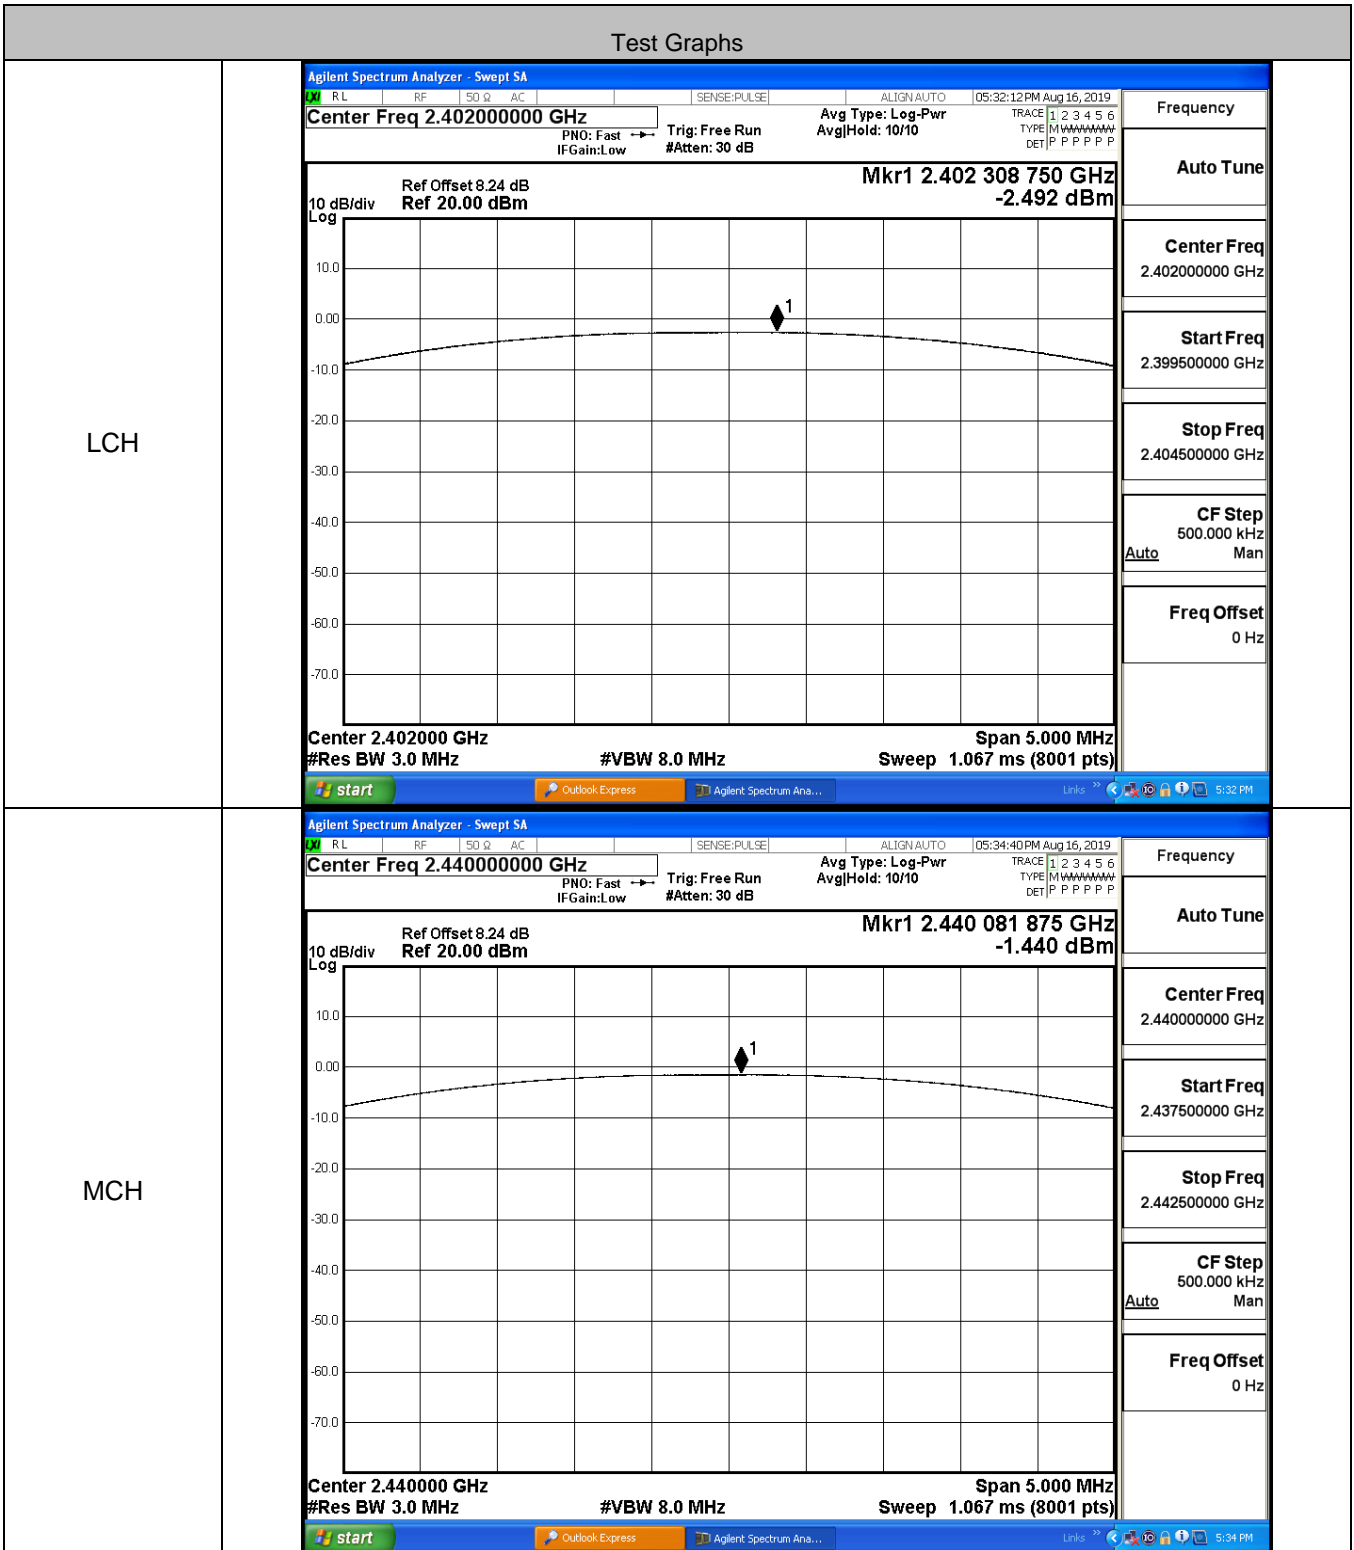 Test Graphs
LCH
Agilent Spectrum Analyzer - Swept SA
LXI RL RF 50 Ω AC SENSE:PULSE ALIGN AUTO 05:32:12 PM Aug 16, 2019
Center Freq 2.402000000 GHz
PNO: Fast
IFGain:Low
Trig: Free Run
#Atten: 30 dB
Avg Type: Log-Pwr
Avg|Hold: 10/10
TRACE 1 2 3 4 5 6
TYPE M WWWWW
DET P P P P P P
Mkr1 2.402 308 750 GHz
-2.492 dBm
Ref Offset 8.24 dB
10 dB/div Ref 20.00 dBm
Log
10.0
0.00
-10.0
-20.0
-30.0
-40.0
-50.0
-60.0
-70.0
1
Center 2.402000 GHz Span 5.000 MHz
#Res BW 3.0 MHz #VBW 8.0 MHz Sweep 1.067 ms (8001 pts)
Frequency
Auto Tune
Center Freq
2.402000000 GHz
Start Freq
2.399500000 GHz
Stop Freq
2.404500000 GHz
CF Step
500.000 kHz
Auto Man
Freq Offset
0 Hz
start Outlook Express Agilent Spectrum Ana... Links » 5:32 PM
MCH
Agilent Spectrum Analyzer - Swept SA
LXI RL RF 50 Ω AC SENSE:PULSE ALIGN AUTO 05:34:40 PM Aug 16, 2019
Center Freq 2.440000000 GHz
PNO: Fast
IFGain:Low
Trig: Free Run
#Atten: 30 dB
Avg Type: Log-Pwr
Avg|Hold: 10/10
TRACE 1 2 3 4 5 6
TYPE M WWWWW
DET P P P P P P
Mkr1 2.440 081 875 GHz
-1.440 dBm
Ref Offset 8.24 dB
10 dB/div Ref 20.00 dBm
Log
10.0
0.00
-10.0
-20.0
-30.0
-40.0
-50.0
-60.0
-70.0
1
Center 2.440000 GHz Span 5.000 MHz
#Res BW 3.0 MHz #VBW 8.0 MHz Sweep 1.067 ms (8001 pts)
Frequency
Auto Tune
Center Freq
2.440000000 GHz
Start Freq
2.437500000 GHz
Stop Freq
2.442500000 GHz
CF Step
500.000 kHz
Auto Man
Freq Offset
0 Hz
start Outlook Express Agilent Spectrum Ana... Links » 5:34 PM